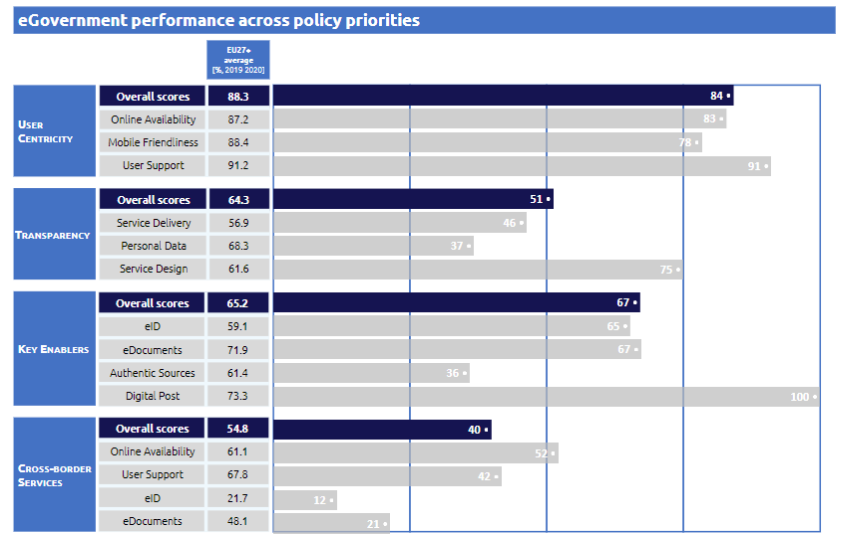 eGovernment performance across policy priorities
EU27+
average
[%, 2019 2020]
USER
CENTRICITY
Overall scores 88.3 84
Online Availability 87.2 83
Mobile Friendliness 88.4 78
User Support 91.2 91
TRANSPARENCY
Overall scores 64.3 51
Service Delivery 56.9 46
Personal Data 68.3 37
Service Design 61.6 75
KEY ENABLERS
Overall scores 65.2 67
eID 59.1 65
eDocuments 71.9 67
Authentic Sources 61.4 36
Digital Post 73.3 100
CROSS-BORDER
SERVICES
Overall scores 54.8 40
Online Availability 61.1 52
User Support 67.8 42
eID 21.7 12
eDocuments 48.1 21